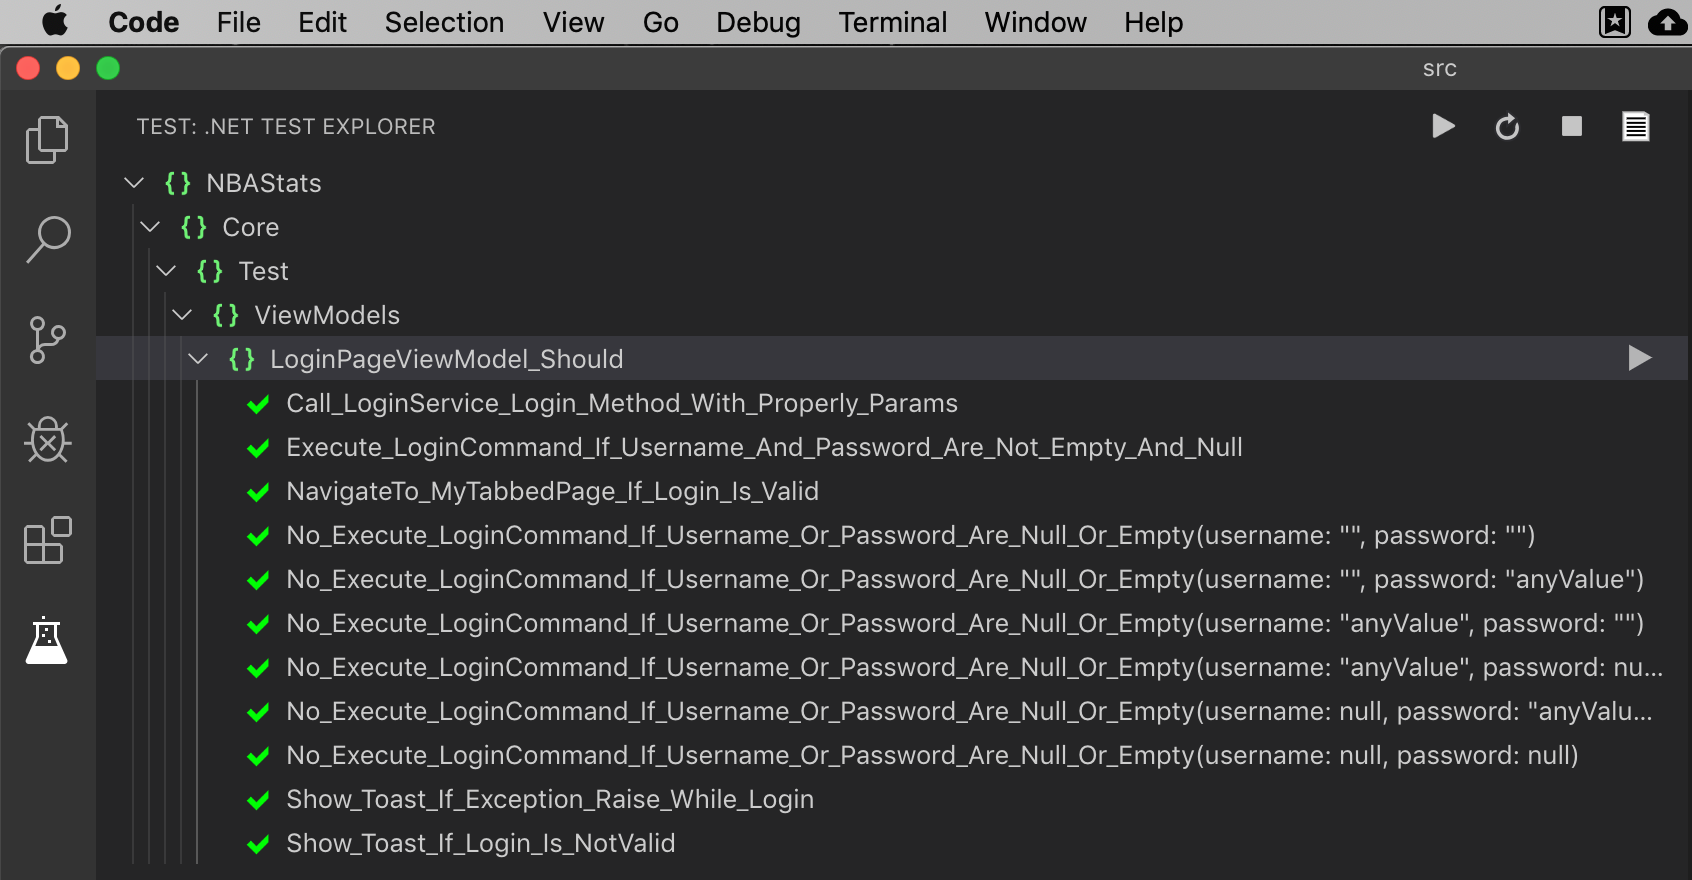 Code File Edit Selection View Go Debug Terminal Window Help
src
TEST: .NET TEST EXPLORER
{} NBAStats
{} Core
{} Test
{} ViewModels
{} LoginPageViewModel_Should
Call_LoginService_Login_Method_With_Properly_Params
Execute_LoginCommand_If_Username_And_Password_Are_Not_Empty_And_Null
NavigateTo_MyTabbedPage_If_Login_Is_Valid
No_Execute_LoginCommand_If_Username_Or_Password_Are_Null_Or_Empty(username: "", password: "")
No_Execute_LoginCommand_If_Username_Or_Password_Are_Null_Or_Empty(username: "", password: "anyValue")
No_Execute_LoginCommand_If_Username_Or_Password_Are_Null_Or_Empty(username: "anyValue", password: "")
No_Execute_LoginCommand_If_Username_Or_Password_Are_Null_Or_Empty(username: "anyValue", password: nu...
No_Execute_LoginCommand_If_Username_Or_Password_Are_Null_Or_Empty(username: null, password: "anyValu...
No_Execute_LoginCommand_If_Username_Or_Password_Are_Null_Or_Empty(username: null, password: null)
Show_Toast_If_Exception_Raise_While_Login
Show_Toast_If_Login_Is_NotValid